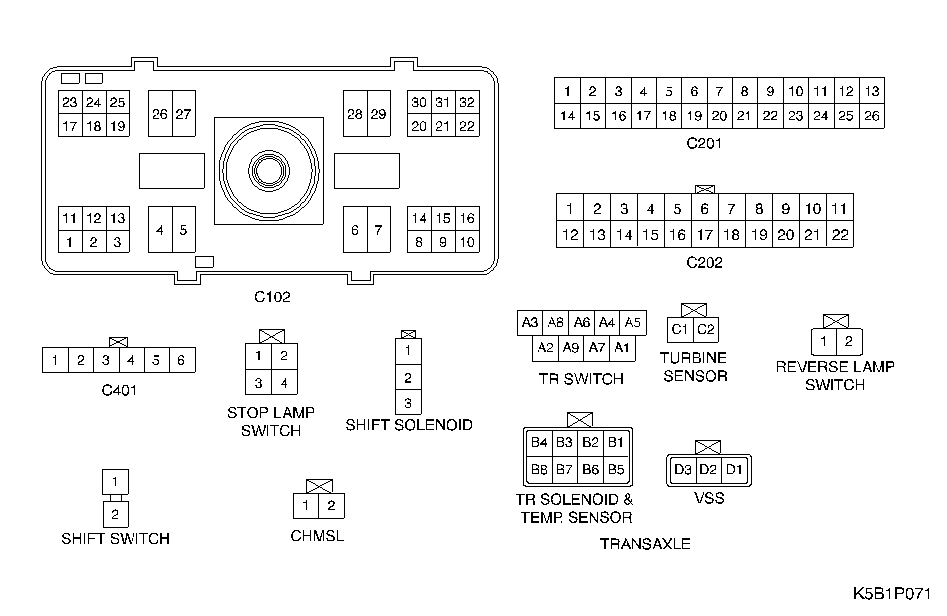 23 24 25 26 27 28 29 30 31 32
17 18 19 20 21 22
11 12 13 14 15 16
1 2 3 4 5 6 7 8 9 10
C102
1 2 3 4 5 6 7 8 9 10 11 12 13
14 15 16 17 18 19 20 21 22 23 24 25 26
C201
1 2 3 4 5 6 7 8 9 10 11
12 13 14 15 16 17 18 19 20 21 22
C202
1 2 3 4 5 6
C401
1 2
3 4
STOP LAMP
SWITCH
1
2
3
SHIFT SOLENOID
A3 A8 A6 A4 A5
A2 A9 A7 A1
TR SWITCH
C1 C2
TURBINE
SENSOR
1 2
REVERSE LAMP
SWITCH
1
2
SHIFT SWITCH
1 2
CHMSL
B4 B3 B2 B1
B8 B7 B6 B5
TR SOLENOID &
TEMP. SENSOR
D3 D2 D1
VSS
TRANSAXLE
K5B1P071